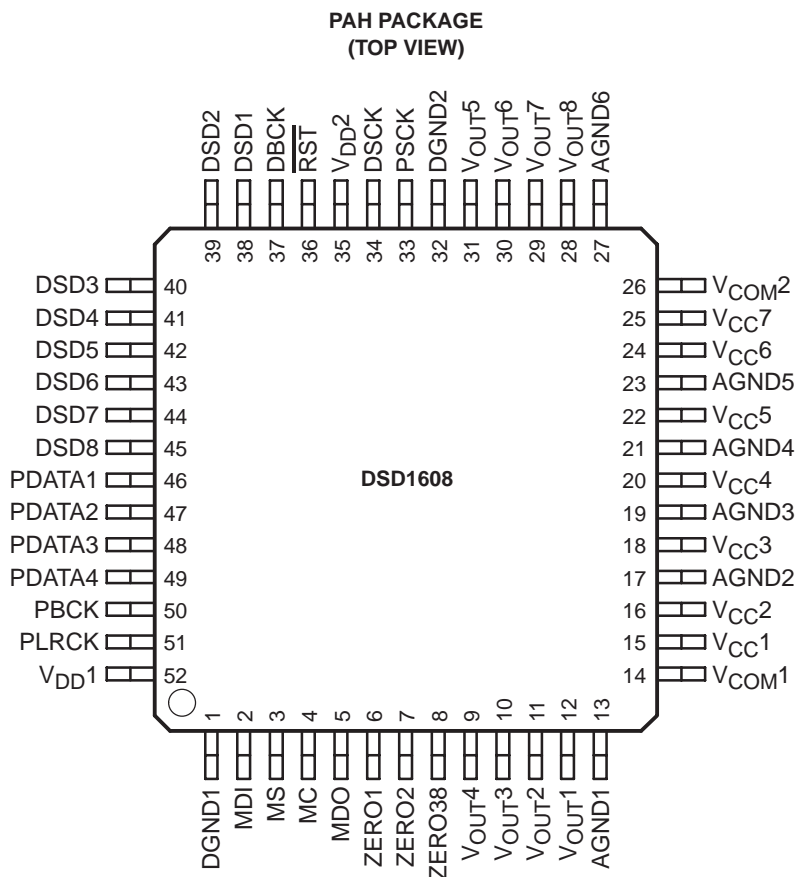 PAH PACKAGE
(TOP VIEW)
DSD2
DSD1
DBCK
RST
VDD2
DSCK
PSCK
DGND2
VOUT5
VOUT6
VOUT7
VOUT8
AGND6
39
38
37
36
35
34
33
32
31
30
29
28
27
DSD3 40
DSD4 41
DSD5 42
DSD6 43
DSD7 44
DSD8 45
PDATA1 46
PDATA2 47
PDATA3 48
PDATA4 49
PBCK 50
PLRCK 51
VDD1 52
DSD1608
26 VCOM2
25 VCC7
24 VCC6
23 AGND5
22 VCC5
21 AGND4
20 VCC4
19 AGND3
18 VCC3
17 AGND2
16 VCC2
15 VCC1
14 VCOM1
1
2
3
4
5
6
7
8
9
10
11
12
13
DGND1
MDI
MS
MC
MDO
ZERO1
ZERO2
ZERO38
VOUT4
VOUT3
VOUT2
VOUT1
AGND1